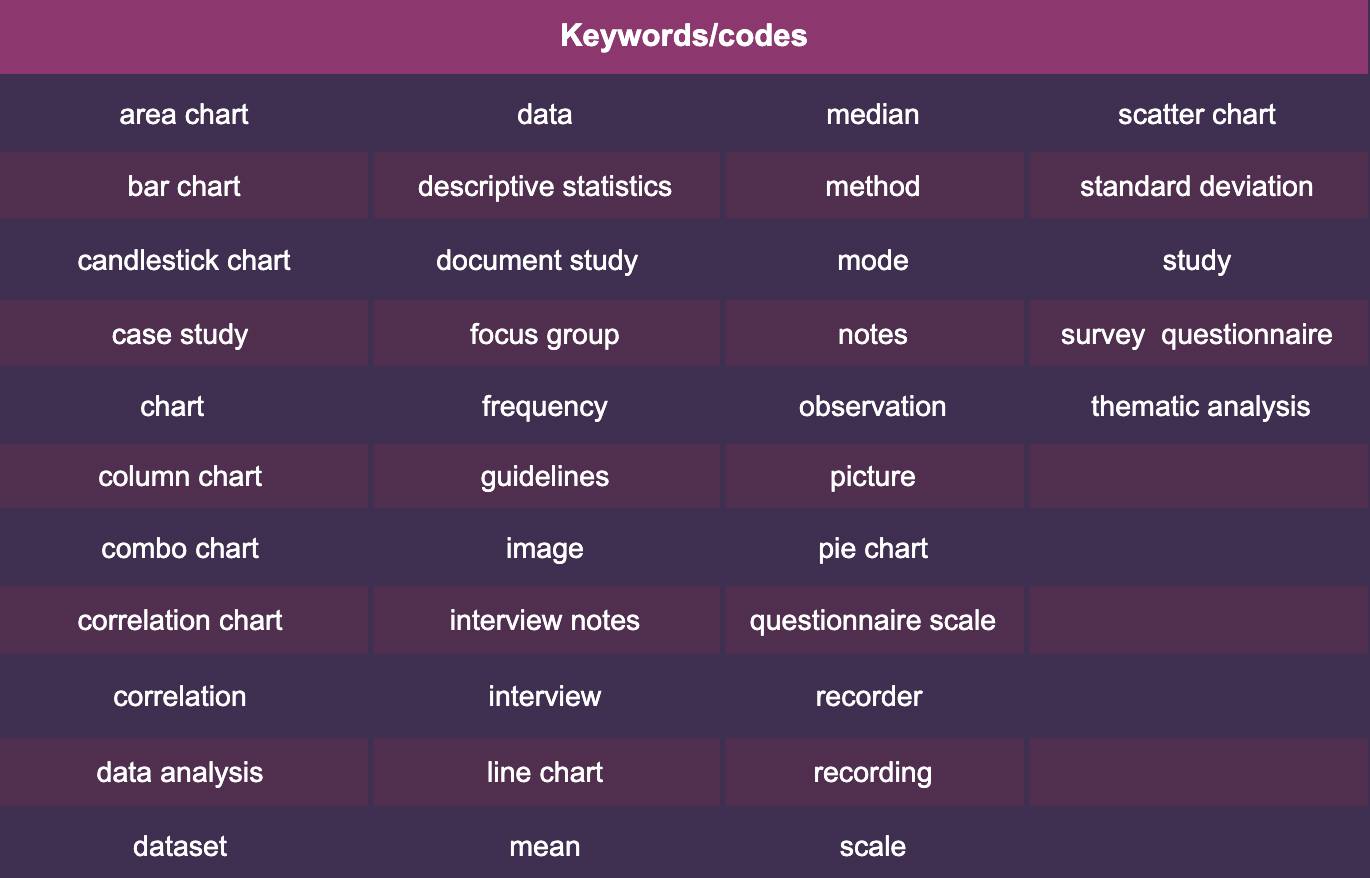 Keywords/codes
area chart data median scatter chart
bar chart descriptive statistics method standard deviation
candlestick chart document study mode study
case study focus group notes survey questionnaire
chart frequency observation thematic analysis
column chart guidelines picture
combo chart image pie chart
correlation chart interview notes questionnaire scale
correlation interview recorder
data analysis line chart recording
dataset mean scale